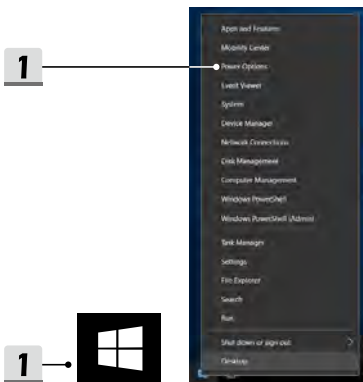 1
Apps and Features
Mobility Center
Power Options
Event Viewer
System
Device Manager
Network Connections
Disk Management
Computer Management
Windows PowerShell
Windows PowerShell (Admin)
Task Manager
Settings
File Explorer
Search
Run
Shut down or sign out
Desktop
1